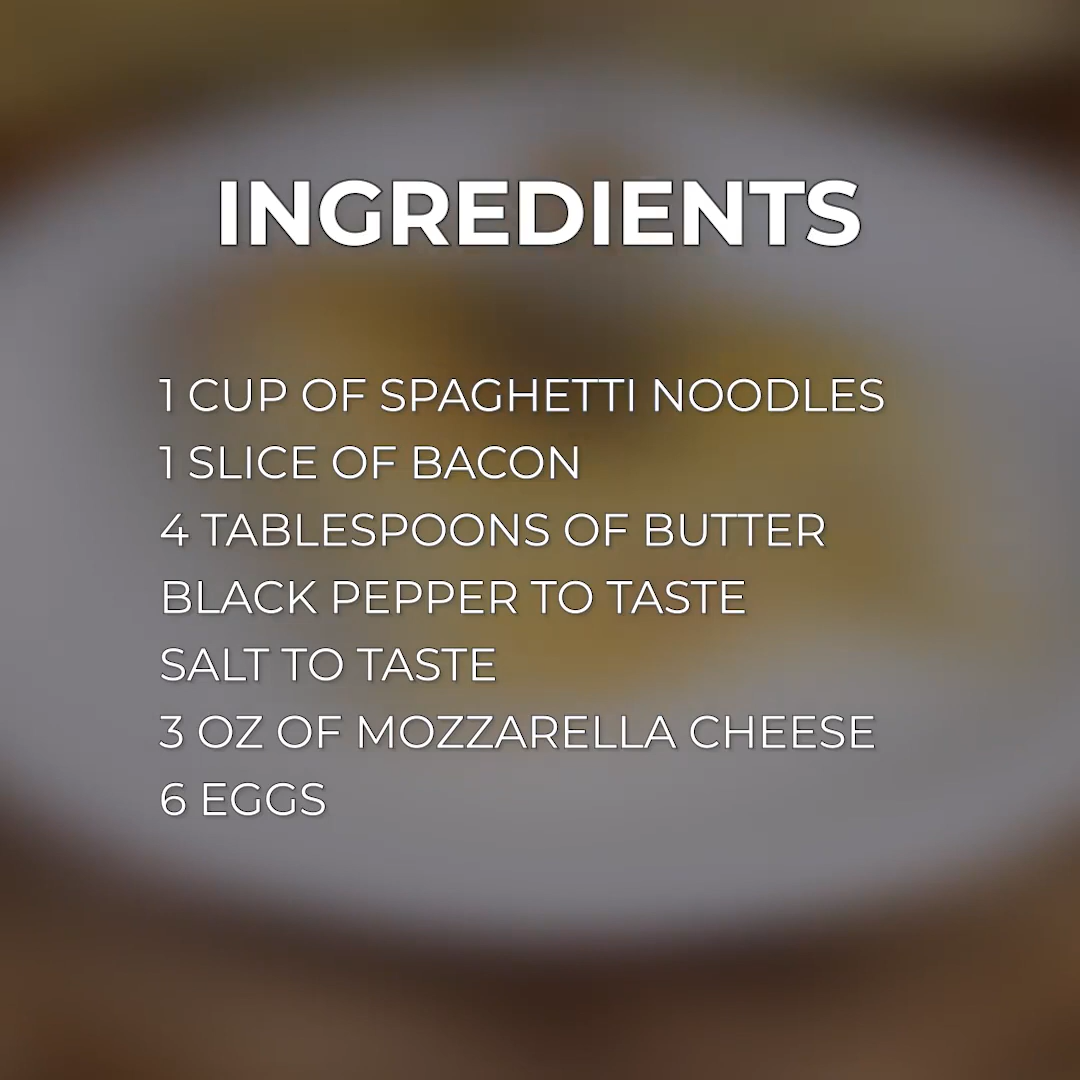 INGREDIENTS
1 CUP OF SPAGHETTI NOODLES
1 SLICE OF BACON
4 TABLESPOONS OF BUTTER
BLACK PEPPER TO TASTE
SALT TO TASTE
3 OZ OF MOZZARELLA CHEESE
6 EGGS